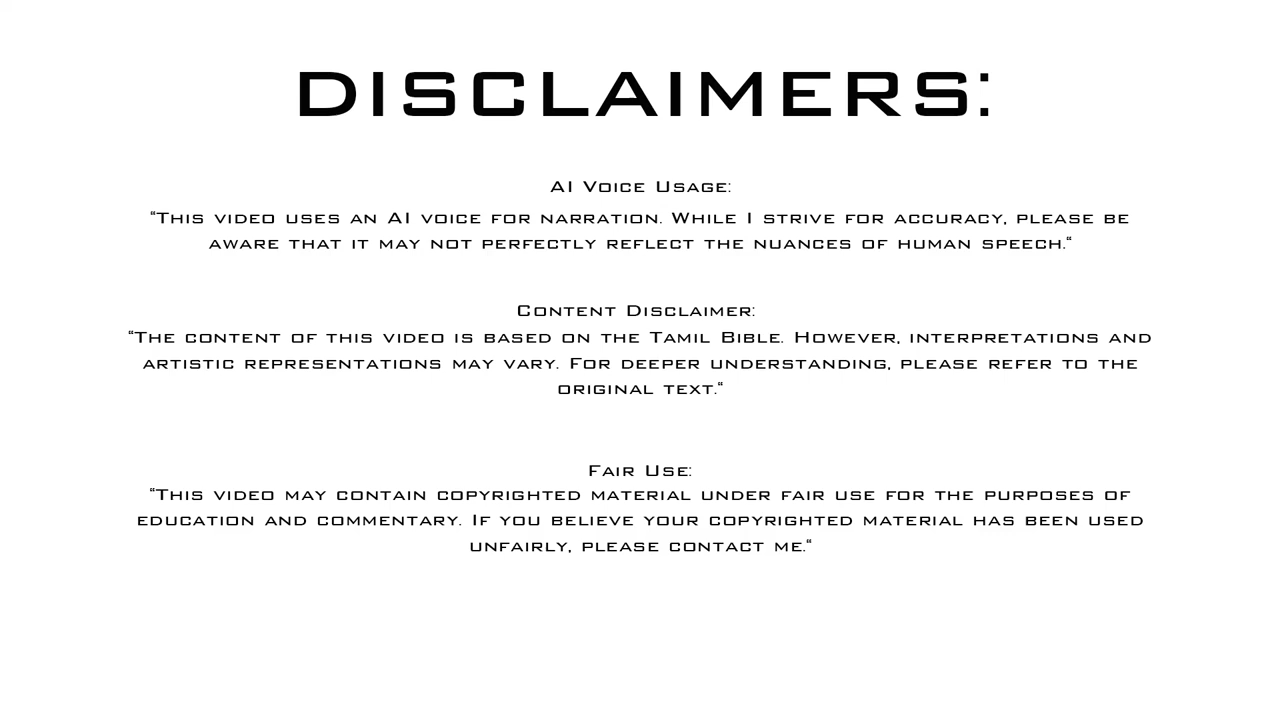 DISCLAIMERS:
AI Voice Usage:
“This video uses an AI voice for narration. While I strive for accuracy, please be
aware that it may not perfectly reflect the nuances of human speech.“
Content Disclaimer:
“The content of this video is based on the Tamil Bible. However, interpretations and
artistic representations may vary. For deeper understanding, please refer to the
original text.“
Fair Use:
“This video may contain copyrighted material under fair use for the purposes of
education and commentary. If you believe your copyrighted material has been used
unfairly, please contact me.“